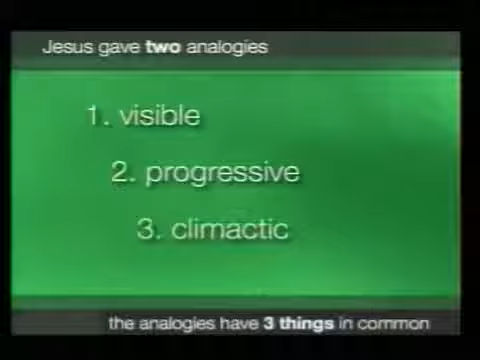 Jesus gave two analogies
1. visible
2. progressive
3. climactic
the analogies have 3 things in common